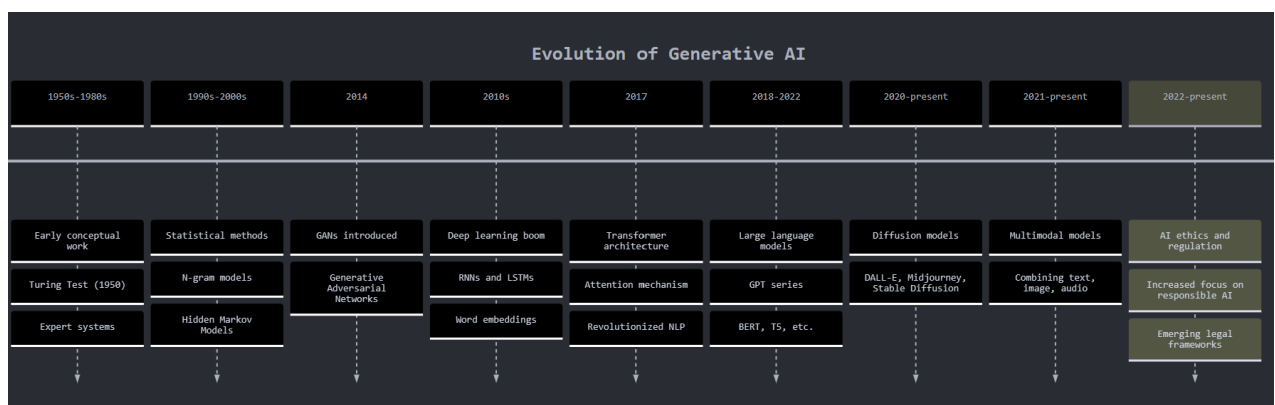 Evolution of Generative AI
1950s-1980s
1990s-2000s
2014
2010s
2017
2018-2022
2020-present
2021-present
2022-present
Early conceptual
work
Turing Test (1950)
Expert systems
Statistical methods
N-gram models
Hidden Markov
Models
GANs introduced
Generative
Adversarial
Networks
Deep learning boom
RNNs and LSTMs
Word embeddings
Transformer
architecture
Attention mechanism
Revolutionized NLP
Large language
models
GPT series
BERT, T5, etc.
Diffusion models
DALL-E, Midjourney,
Stable Diffusion
Multimodal models
Combining text,
image, audio
AI ethics and
regulation
Increased focus on
responsible AI
Emerging legal
frameworks